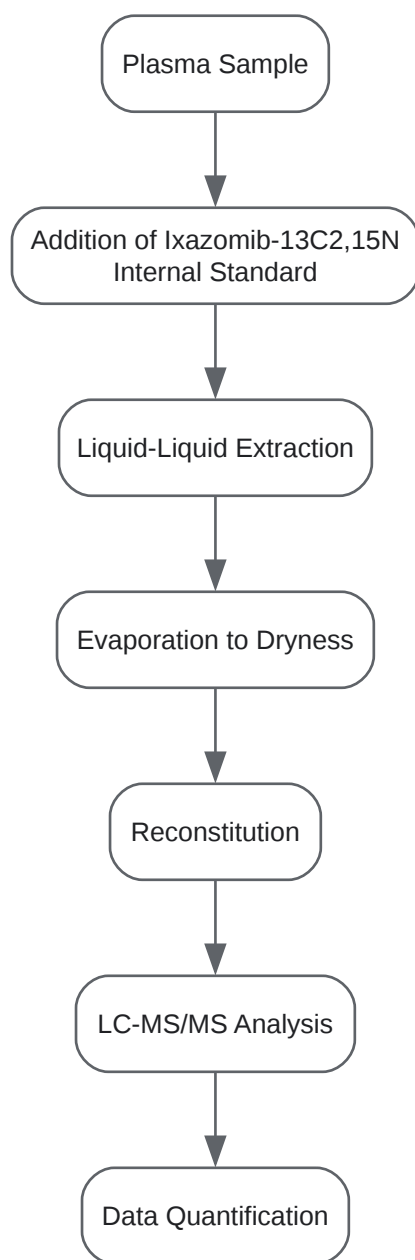 Plasma Sample
Addition of Ixazomib-13C2,15N
Internal Standard
Liquid-Liquid Extraction
Evaporation to Dryness
Reconstitution
LC-MS/MS Analysis
Data Quantification